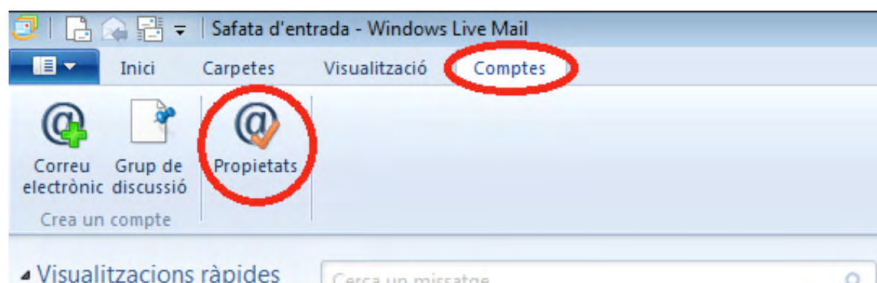 Safata d'entrada - Windows Live Mail
Inici Carpetes Visualització Comptes
Correu electrònic
Grup de discussió
Propietats
Crea un compte
Visualitzacions ràpides
Cerca un missatge